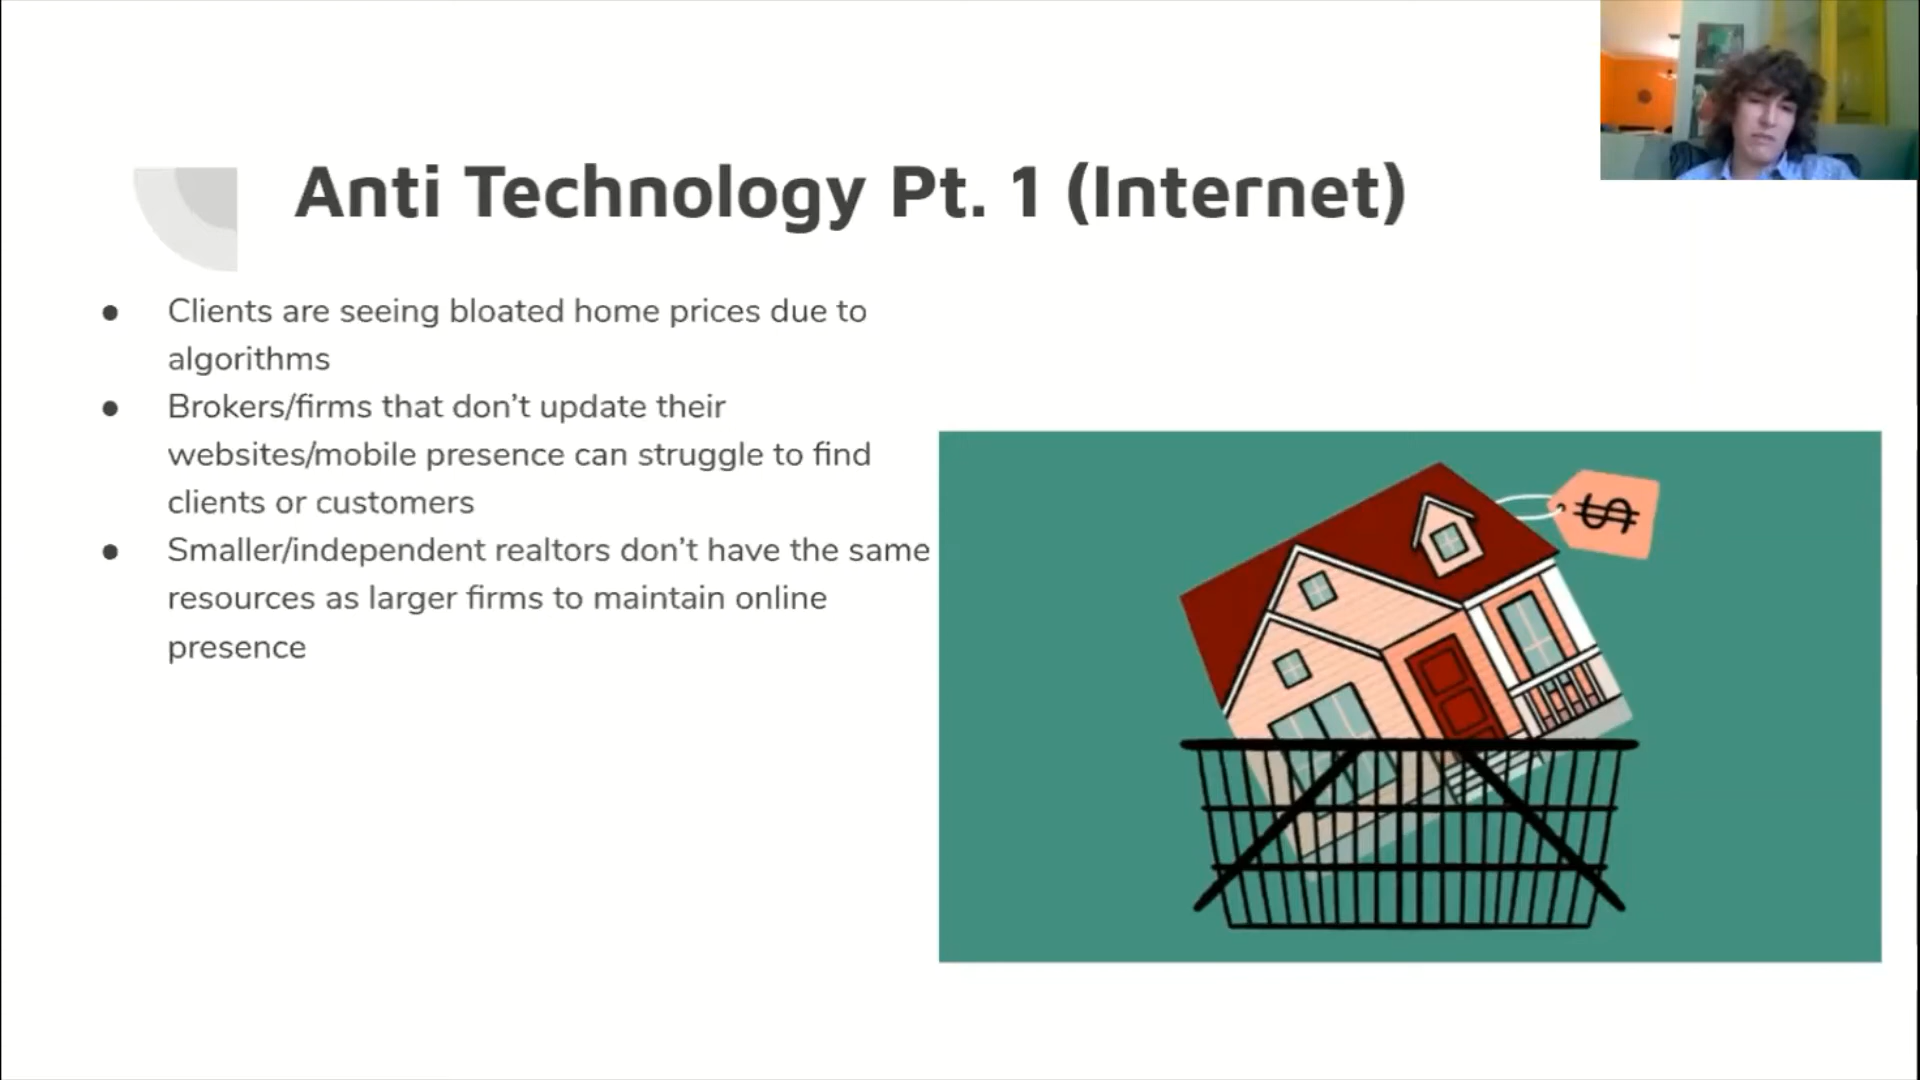 Anti Technology Pt. 1 (Internet)
● Clients are seeing bloated home prices due to
algorithms
● Brokers/firms that don’t update their
websites/mobile presence can struggle to find
clients or customers
● Smaller/independent realtors don’t have the same
resources as larger firms to maintain online
presence
$